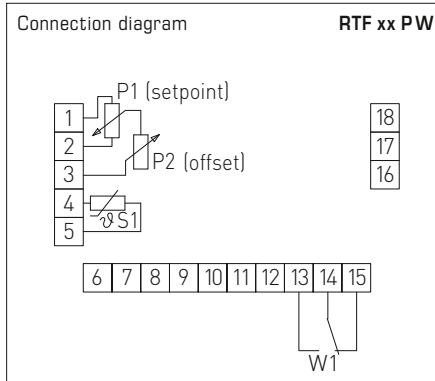 Connection diagram RTF xx PW
P1 (setpoint)
1
2
3
P2 (offset)
4
5
ϑ S1
18
17
16
6 7 8 9 10 11 12 13 14 15
W1